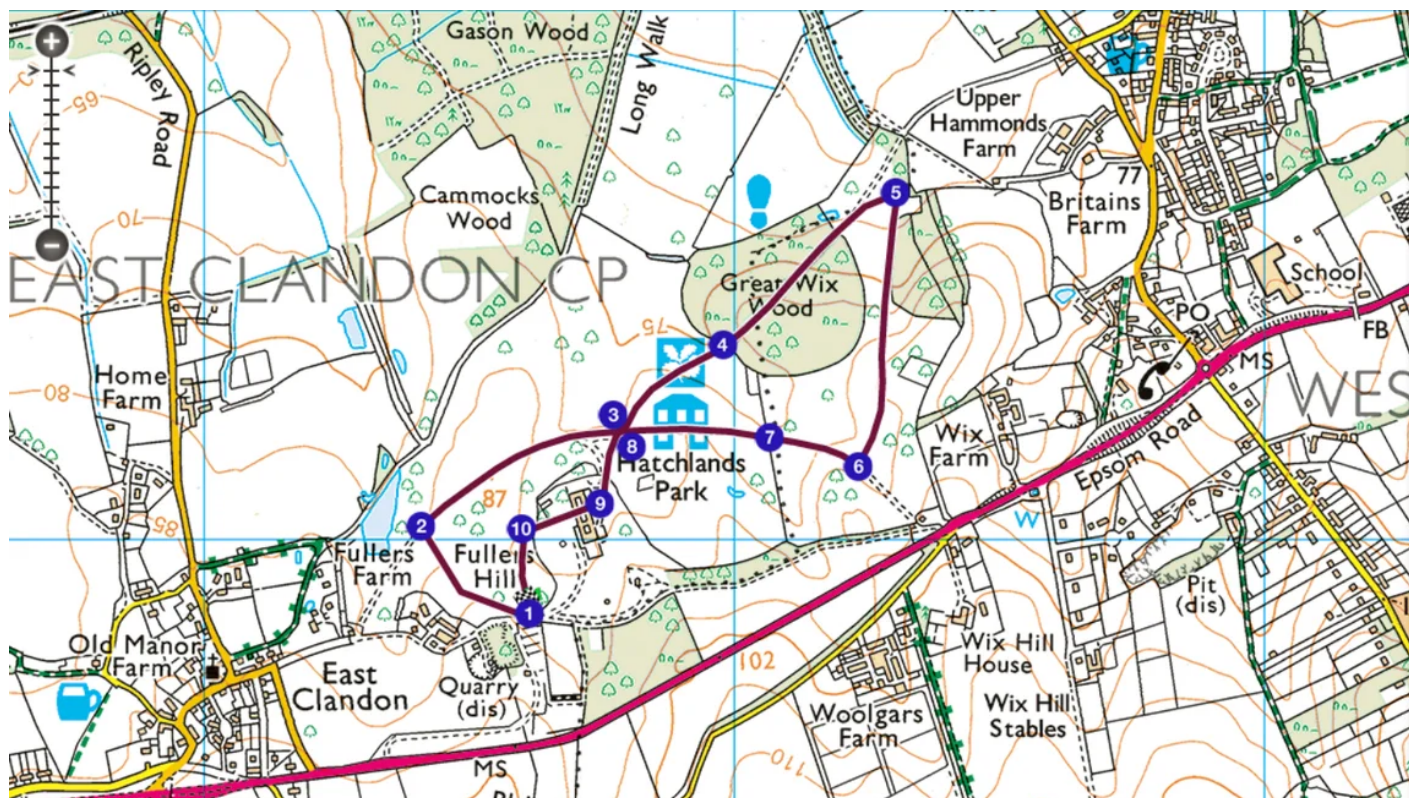 Gason Wood
Ripley Road
65
Long Walk
Upper
Hammonds
Farm
77
Britains
Farm
Cammocks
Wood
70
5
EAST CLANDON CP
Great Wix
Wood
School
PO
FB
MS
75
4
Home
Farm
80
WES
3
8
7
6
Hatchlands
Park
Wix
Farm
Epsom Road
W
87
9
10
2
85
Fullers
Farm
Fullers
Hill
1
Pit
(dis)
Old Manor
Farm
East
Clandon
Quarry
(dis)
102
Wix Hill
House
Wix Hill
Stables
Woolgars
Farm
110
MS